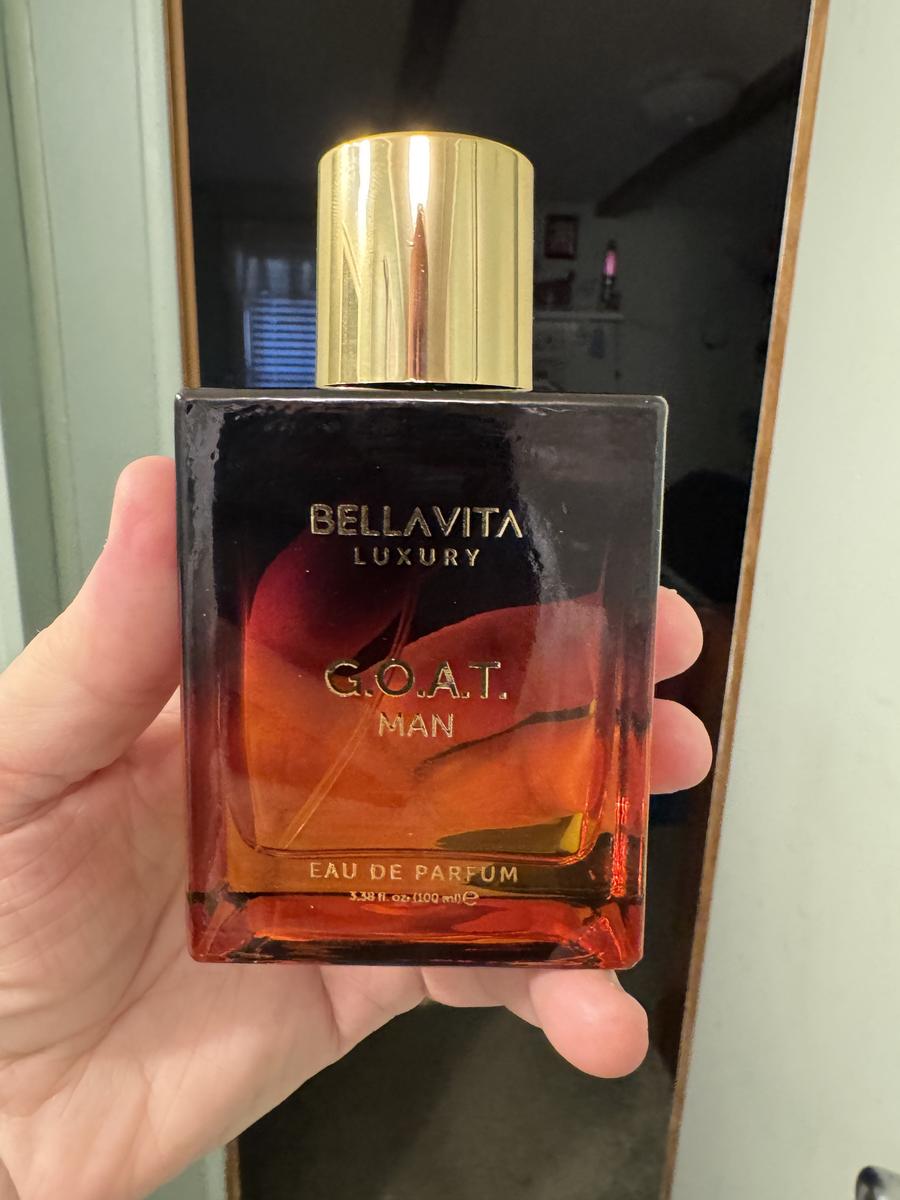 BELLAVITA
LUXURY
G.O.A.T.
MAN
EAU DE PARFUM
3.38 fl. oz. (100 ml) ℮